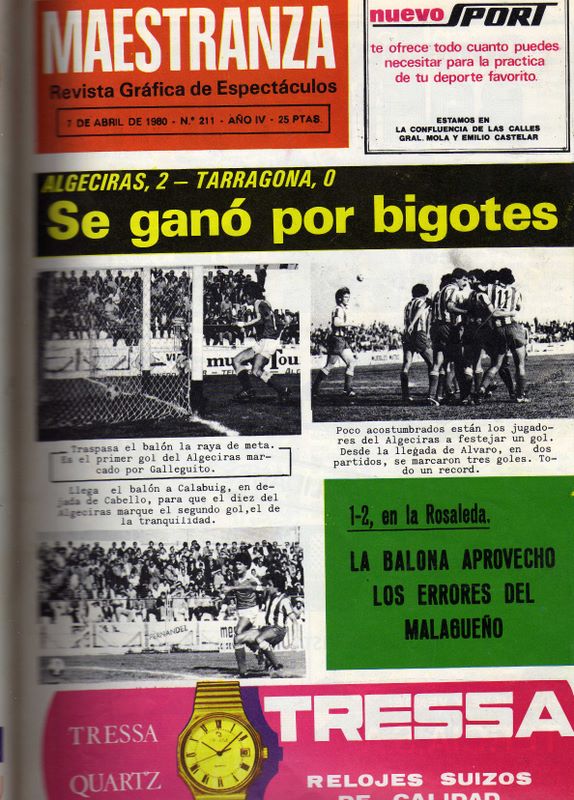 MAESTRANZA
Revista Gráfica de Espectáculos
7 DE ABRIL DE 1980 - N.º 211 - AÑO IV - 25 PTAS.
nuevo SPORT
te ofrece todo cuanto puedes
necesitar para la practica
de tu deporte favorito.
ESTAMOS EN
LA CONFLUENCIA DE LAS CALLES
GRAL. MOLA Y EMILIO CASTELAR
ALGECIRAS, 2 – TARRAGONA, 0
Se ganó por bigotes
Traspasa el balón la raya de meta.
Es el primer gol del Algeciras mar-
cado por Galleguito.
Poco acostumbrados están los jugado-
res del Algeciras a festejar un gol.
Desde la llegada de Alvaro, en dos
partidos, se marcaron tres goles. To-
do un record.
Llega el balón a Calabuig, en de-
jada de Cabello, para que el diez del
Algeciras marque el segundo gol,el de
la tranquilidad.
FERNANDEL
1-2, en la Rosaleda.
LA BALONA APROVECHO
LOS ERRORES DEL
MALAGUEÑO
TRESSA
QUARTZ
TRESSA
RELOJES SUIZOS
DE CALIDAD